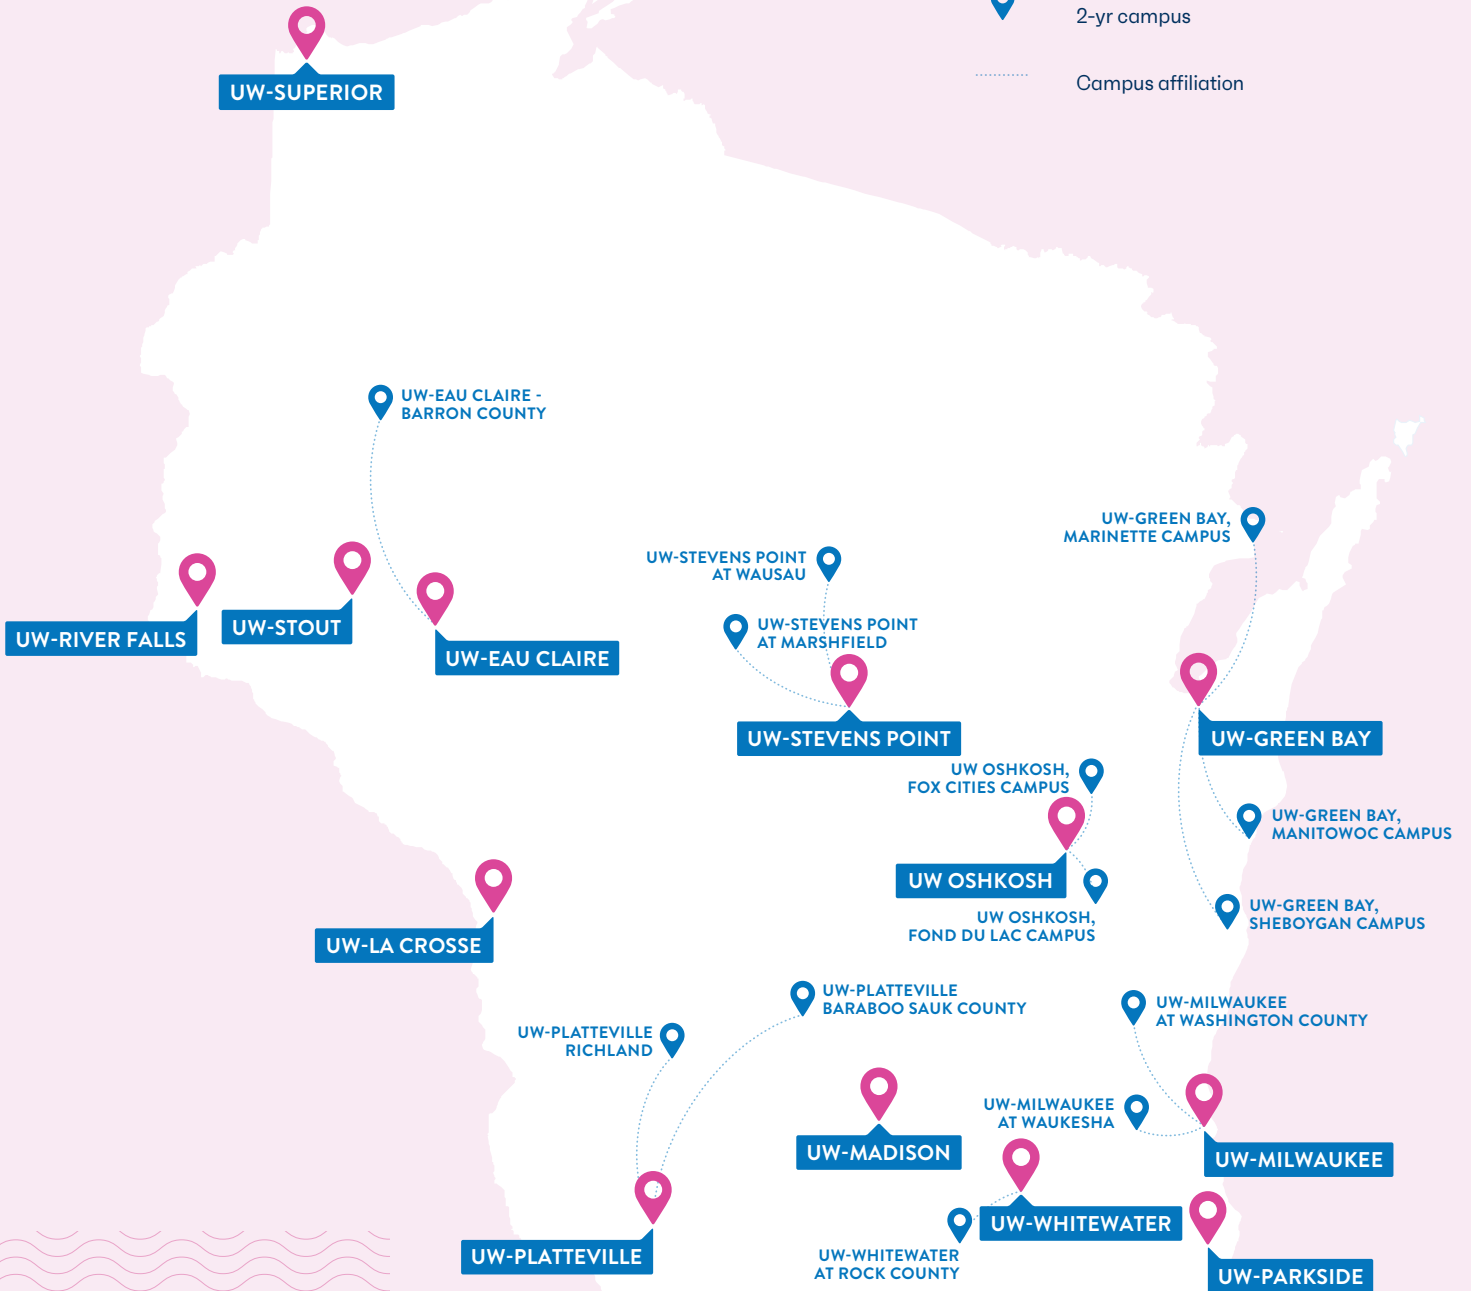 2-yr campus
Campus affiliation
UW-SUPERIOR
UW-EAU CLAIRE -
BARRON COUNTY
UW-GREEN BAY,
MARINETTE CAMPUS
UW-STEVENS POINT
AT WAUSAU
UW-STEVENS POINT
AT MARSHFIELD
UW-RIVER FALLS
UW-STOUT
UW-EAU CLAIRE
UW-STEVENS POINT
UW-GREEN BAY
UW OSHKOSH,
FOX CITIES CAMPUS
UW-GREEN BAY,
MANITOWOC CAMPUS
UW OSHKOSH
UW-GREEN BAY,
SHEBOYGAN CAMPUS
UW OSHKOSH,
FOND DU LAC CAMPUS
UW-LA CROSSE
UW-PLATTEVILLE
BARABOO SAUK COUNTY
UW-MILWAUKEE
AT WASHINGTON COUNTY
UW-PLATTEVILLE
RICHLAND
UW-MILWAUKEE
AT WAUKESHA
UW-MADISON
UW-MILWAUKEE
UW-WHITEWATER
UW-PLATTEVILLE
UW-WHITEWATER
AT ROCK COUNTY
UW-PARKSIDE